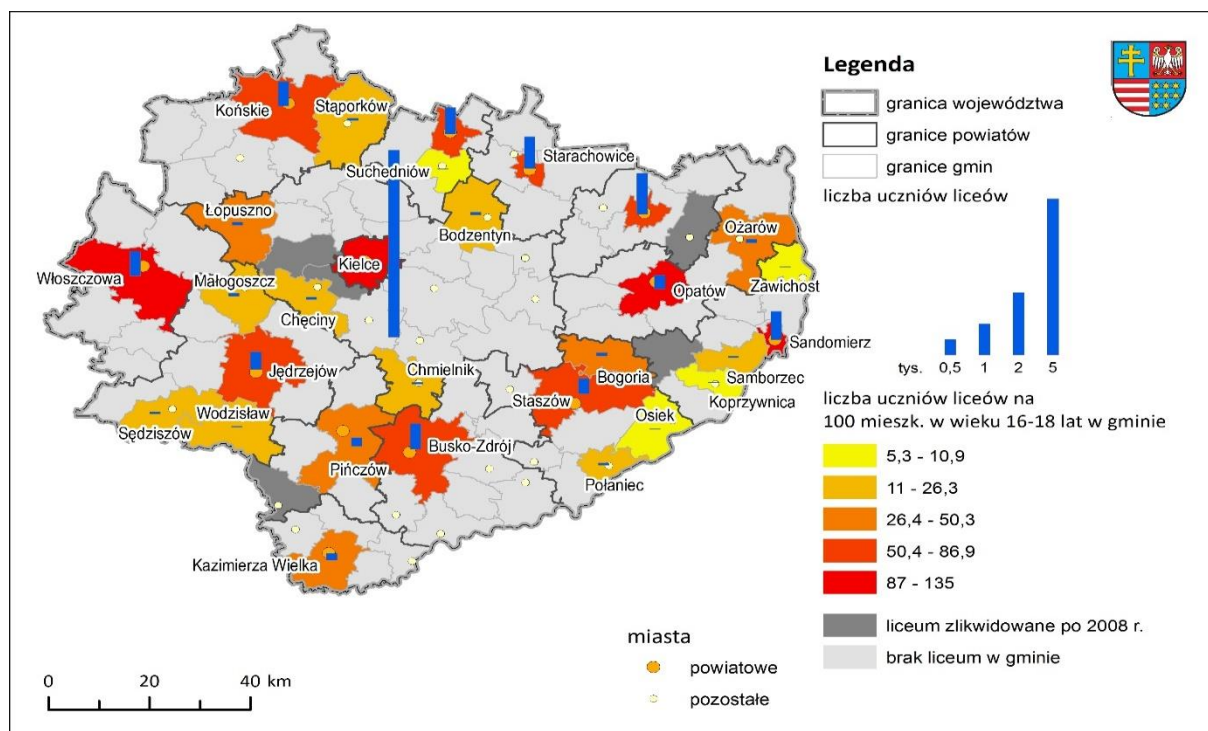 Końskie
Stąporków
Suchedniów
Starachowice
Łopuszno
Bodzentyn
Ożarów
Włoszczowa
Małogoszcz
Kielce
Zawichost
Chęciny
Opatów
Sandomierz
Jędrzejów
Chmielnik
Bogoria
Samborzec
Staszów
Koprzywnica
Wodzisław
Osiek
Sędziszów
Busko-Zdrój
Pińczów
Połaniec
Kazimierza Wielka
0 20 40 km
miasta
powiatowe
pozostałe
Legenda
granica województwa
granice powiatów
granice gmin
liczba uczniów liceów
tys. 0,5 1 2 5
liczba uczniów liceów na
100 mieszk. w wieku 16-18 lat w gminie
5,3 - 10,9
11 - 26,3
26,4 - 50,3
50,4 - 86,9
87 - 135
liceum zlikwidowane po 2008 r.
brak liceum w gminie